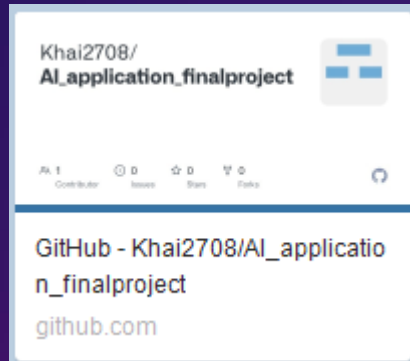 Khai2708/
AI_application_finalproject
1
Contributor
0
Issues
0
Stars
0
Forks
GitHub - Khai2708/AI_applicatio
n_finalproject
github.com